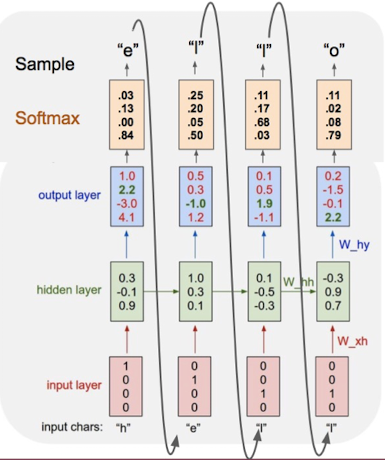 Sample
"e" "l" "l" "o"
Softmax
.03 .25 .11 .11
.13 .20 .17 .02
.00 .05 .68 .08
.84 .50 .03 .79
output layer
1.0 0.5 0.1 0.2
2.2 0.3 0.5 -1.5
-3.0 -1.0 1.9 -0.1
4.1 1.2 -1.1 2.2
W_hy
hidden layer
0.3 1.0 0.1 -0.3
-0.1 0.3 -0.5 0.9
0.9 0.1 -0.3 0.7
W_hh
W_xh
input layer
1 0 0 0
0 1 0 0
0 0 1 1
0 0 0 0
input chars: "h" "e" "l" "l"